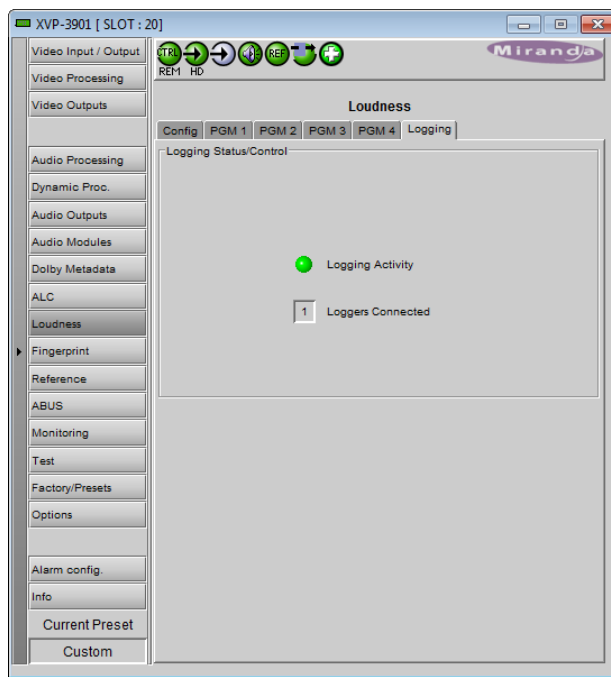 XVP-3901 [ SLOT : 20]
Video Input / Output
Video Processing
Video Outputs
Audio Processing
Dynamic Proc.
Audio Outputs
Audio Modules
Dolby Metadata
ALC
Loudness
Fingerprint
Reference
ABUS
Monitoring
Test
Factory/Presets
Options
Alarm config.
Info
Current Preset
Custom
CTRL REF
REM HD
Miranda
Loudness
Config PGM 1 PGM 2 PGM 3 PGM 4 Logging
Logging Status/Control
Logging Activity
1 Loggers Connected